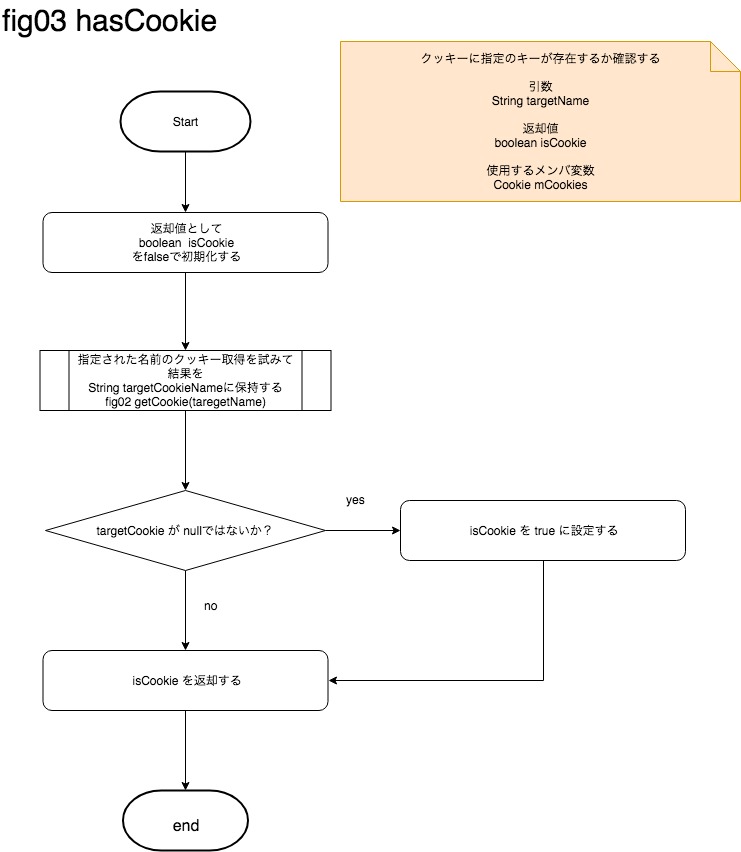 fig03 hasCookie
クッキーに指定のキーが存在するか確認する
引数
String targetName
返却値
boolean isCookie
使用するメンバ変数
Cookie mCookies
Start
返却値として
boolean isCookie
をfalseで初期化する
指定された名前のクッキー取得を試みて
結果を
String targetCookieNameに保持する
fig02 getCookie(taregetName)
targetCookie が nullではないか？
yes
isCookie を true に設定する
no
isCookie を返却する
end